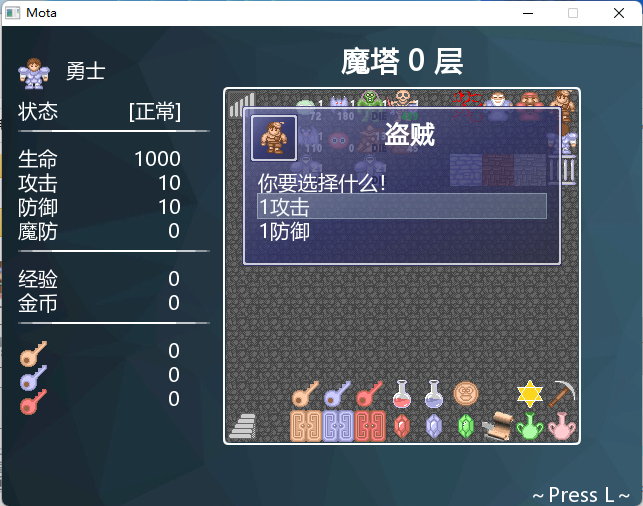 Mota
勇士
魔塔 0 层
状态 [正常]
生命 1000
攻击 10
防御 10
魔防 0
经验 0
金币 0
0
0
0
72 180
盗贼
你要选择什么！
1攻击
1防御
~ Press L ~